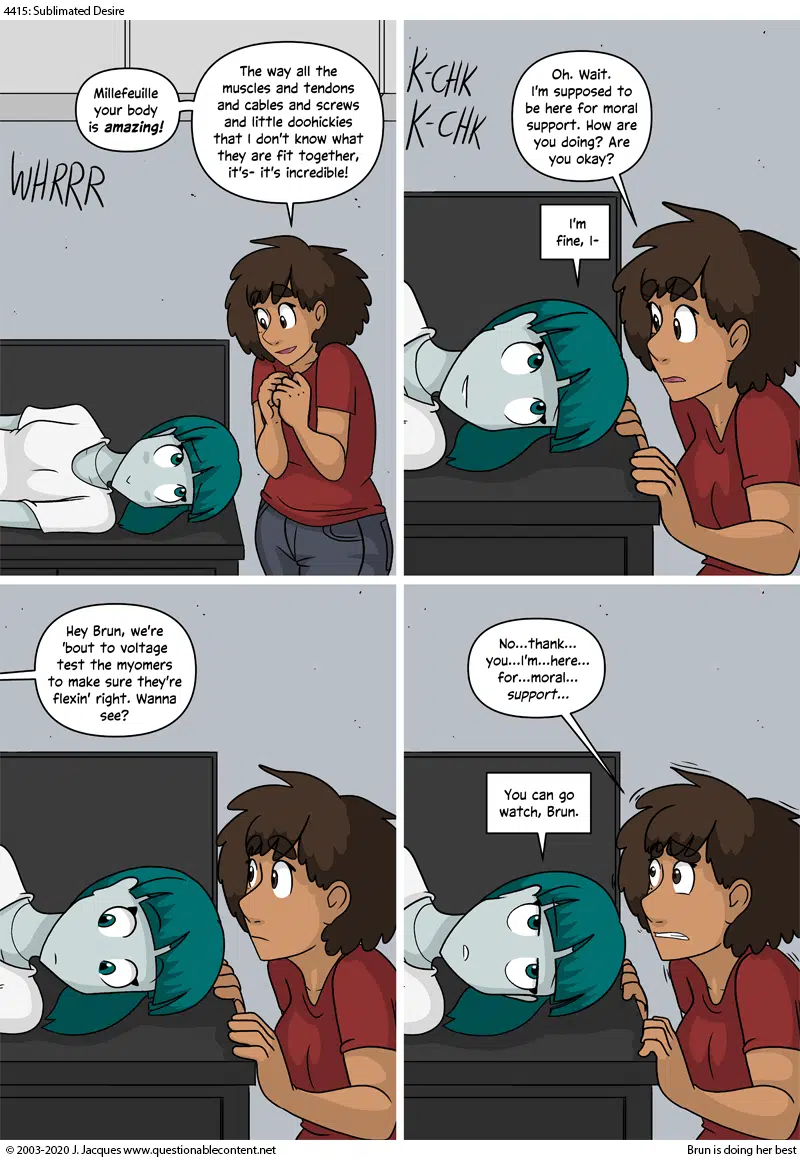 4415: Sublimated Desire
Millefeuille
your body
is amazing!
The way all the
muscles and tendons
and cables and screws
and little doohickies
that I don't know what
they are fit together,
it's- it's incredible!
WHRRR
K-CHK
K-CHK
Oh. Wait.
I'm supposed to
be here for moral
support. How are
you doing? Are
you okay?
I'm
fine, I-
Hey Brun, we're
'bout to voltage
test the myomers
to make sure they're
flexin' right. Wanna
see?
No...thank...
you...I'm...here...
for...moral...
support...
You can go
watch, Brun.
© 2003-2020 J. Jacques www.questionablecontent.net
Brun is doing her best